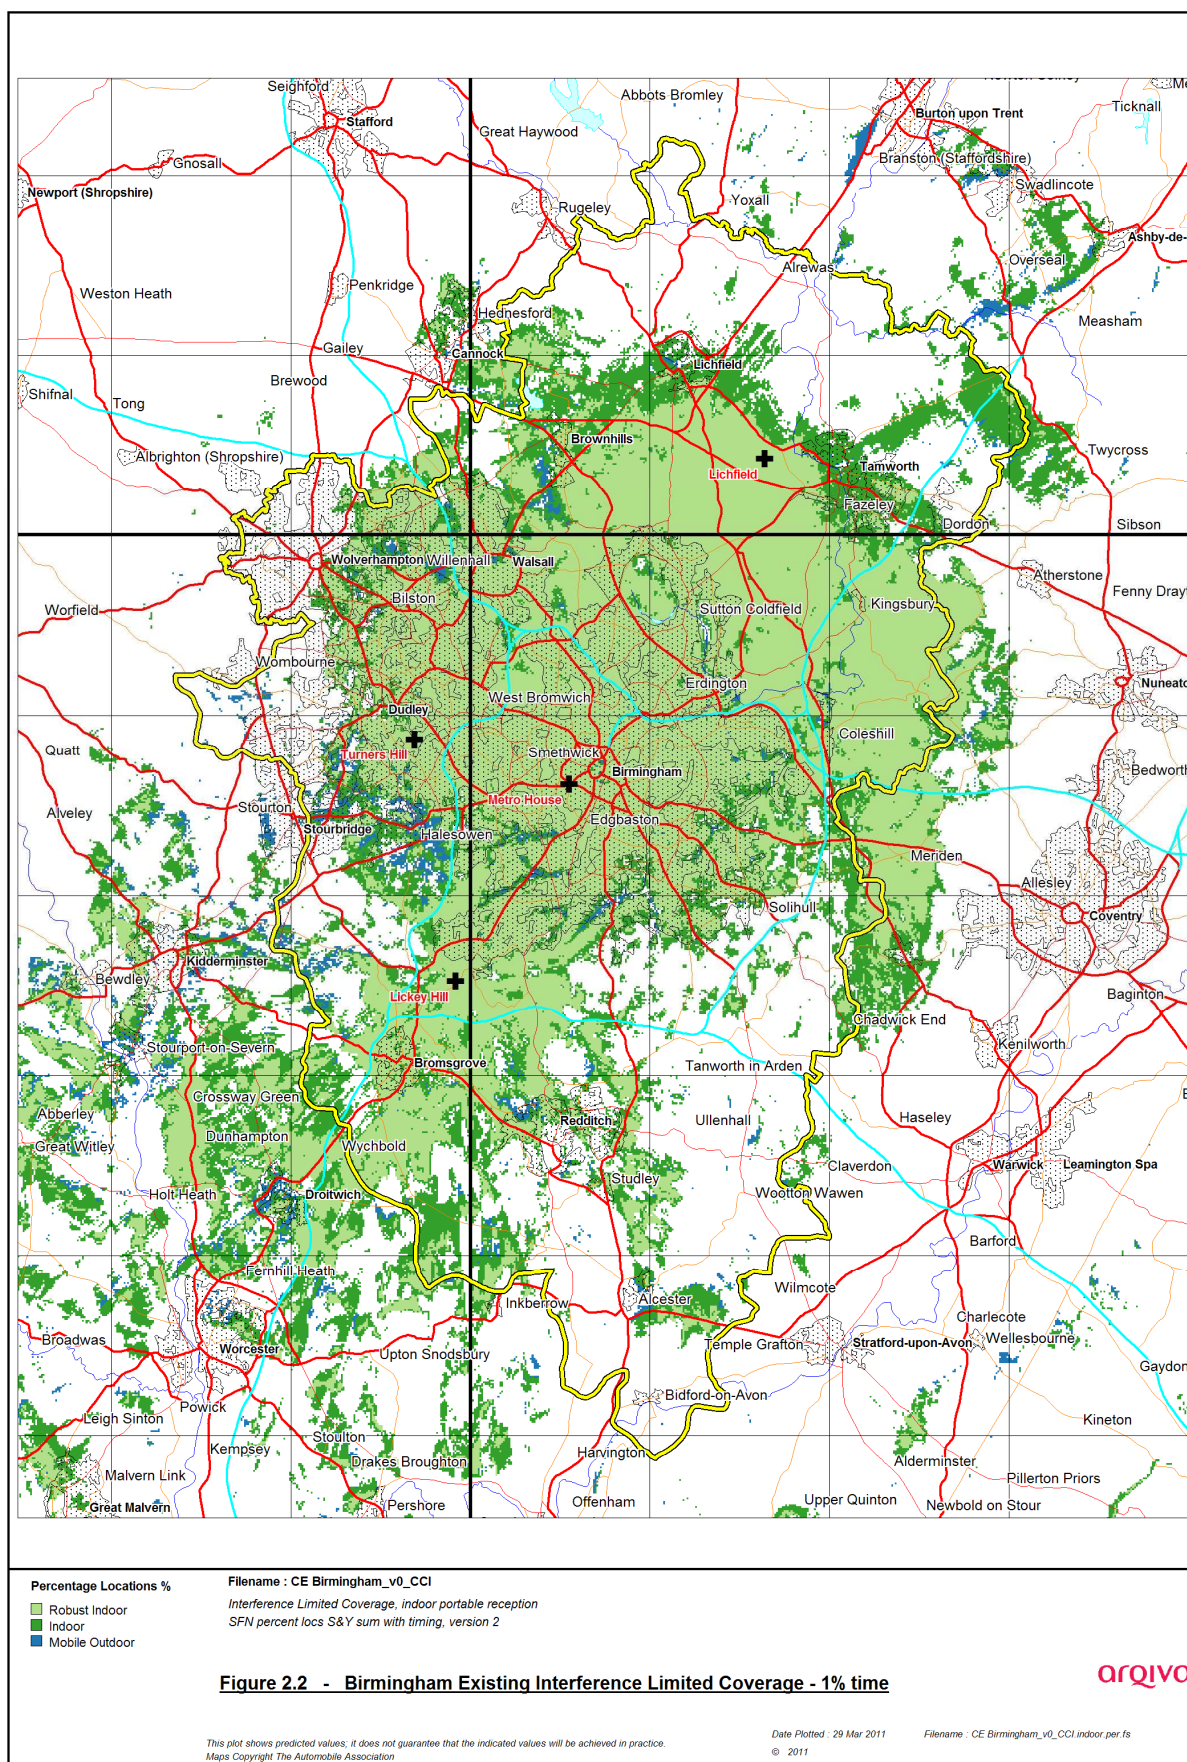 Seighford
Stafford
Abbots Bromley
Burton upon Trent
Ticknall
Great Haywood
Gnosall
Branston (Staffordshire)
Newport (Shropshire)
Swadlincote
Rugeley
Yoxall
Ashby-de-
Alrewas
Overseal
Weston Heath
Penkridge
Hednesford
Measham
Gailey
Cannock
Lichfield
Brewood
Shifnal
Tong
Brownhills
Twycross
Albrighton (Shropshire)
Lichfield
Tamworth
Fazeley
Dordon
Sibson
Wolverhampton
Willenhall
Walsall
Atherstone
Fenny Dray
Worfield
Bilston
Sutton Coldfield
Kingsbury
Wombourne
Erdington
Nuneato
West Bromwich
Dudley
Coleshill
Quatt
Turners Hill
Smethwick
Birmingham
Bedworth
Metro House
Stourton
Alveley
Stourbridge
Halesowen
Edgbaston
Meriden
Allesley
Solihull
Coventry
Kidderminster
Bewdley
Lickey Hill
Baginton
Chadwick End
Stourport-on-Severn
Kenilworth
Bromsgrove
Tanworth in Arden
Crossway Green
Abberley
Redditch
Ullenhall
Haseley
Dunhampton
Great Witley
Wychbold
Claverdon
Warwick
Leamington Spa
Studley
Holt Heath
Droitwich
Wootton Wawen
Barford
Fernhill Heath
Wilmcote
Inkberrow
Alcester
Charlecote
Broadwas
Worcester
Upton Snodsbury
Temple Grafton
Stratford-upon-Avon
Wellesbourne
Gaydon
Bidford-on-Avon
Powick
Leigh Sinton
Kineton
Stoulton
Kempsey
Harvington
Drakes Broughton
Alderminster
Malvern Link
Pillerton Priors
Great Malvern
Pershore
Offenham
Upper Quinton
Newbold on Stour
Percentage Locations %
Robust Indoor
Indoor
Mobile Outdoor
Filename : CE Birmingham_v0_CCI
Interference Limited Coverage, indoor portable reception
SFN percent locs S&Y sum with timing, version 2
Figure 2.2 - Birmingham Existing Interference Limited Coverage - 1% time
arqiva
This plot shows predicted values; it does not guarantee that the indicated values will be achieved in practice.
Maps Copyright The Automobile Association
Date Plotted : 29 Mar 2011
Filename : CE Birmingham_v0_CCI.indoor.per.fs
© 2011